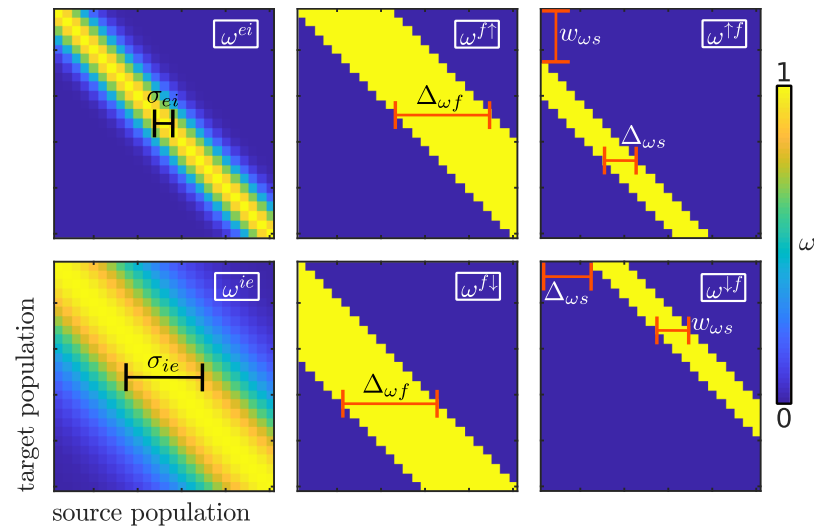 ω^{ei}
σ_{ei}
ω^{f↑}
Δ_{ωf}
ω^{↑f}
w_{ωs}
Δ_{ωs}
1
ω
0
ω^{ie}
σ_{ie}
ω^{f↓}
Δ_{ωf}
ω^{↓f}
Δ_{ωs}
w_{ωs}
target population
source population